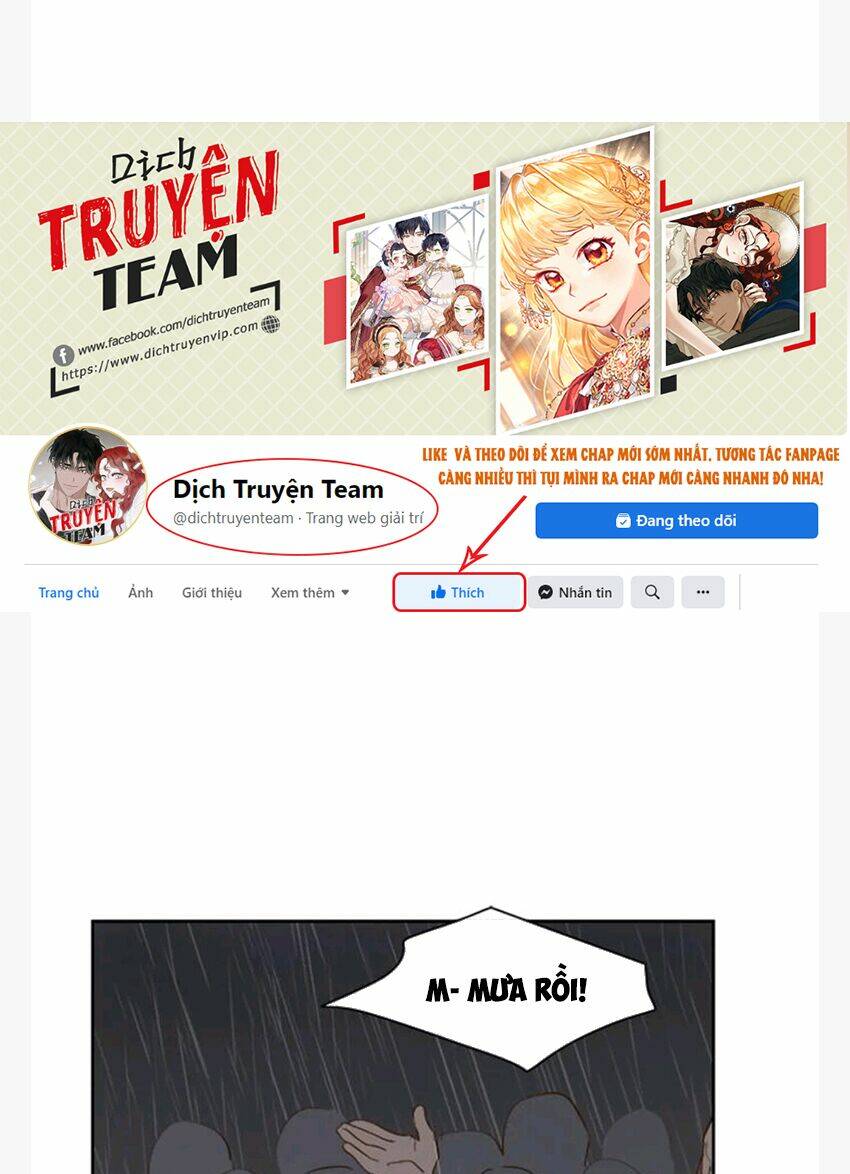 Dịch
TRUYỆN
TEAM
www.facebook.com/dichtruyenteam
https://www.dichtruyenvip.com
LIKE VÀ THEO DÕI ĐỂ XEM CHAP MỚI SỚM NHẤT. TƯƠNG TÁC FANPAGE
CÀNG NHIỀU THÌ TỤI MÌNH RA CHAP MỚI CÀNG NHANH ĐÓ NHA!
Dịch
TRUYỆN
TEAM
Dịch Truyện Team
@dichtruyenteam · Trang web giải trí
Đang theo dõi
Trang chủ Ảnh Giới thiệu Xem thêm Thích Nhắn tin
M- MƯA RỒI!